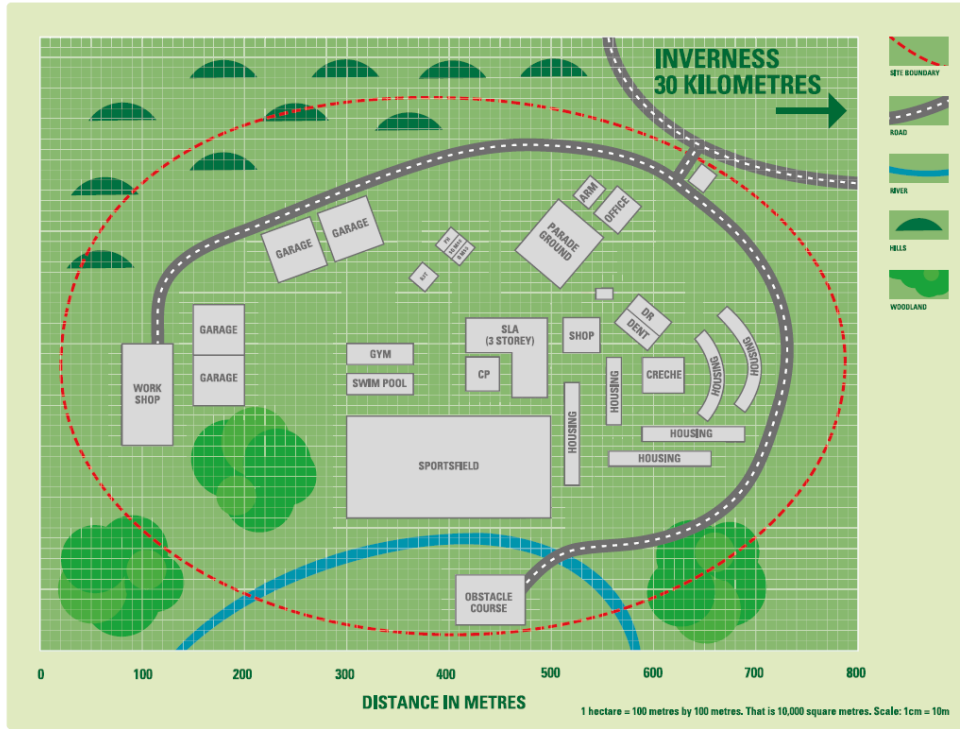 INVERNESS
30 KILOMETRES
SITE BOUNDARY
ROAD
RIVER
HILLS
WOODLAND
ARM
OFFICE
PARADE
GROUND
GARAGE
GARAGE
DR
DENT
GARAGE
GARAGE
WORK
SHOP
GYM
SWIM POOL
SLA
(3 STOREY)
CP
SHOP
CRECHE
HOUSING
HOUSING
HOUSING
HOUSING
HOUSING
HOUSING
SPORTSFIELD
OBSTACLE
COURSE
0 100 200 300 400 500 600 700 800
DISTANCE IN METRES
1 hectare = 100 metres by 100 metres. That is 10,000 square metres. Scale: 1cm = 10m